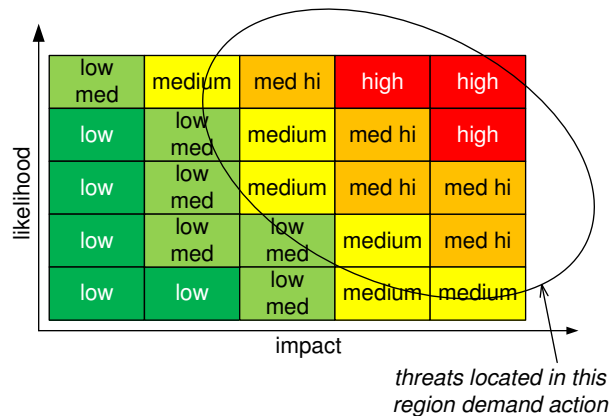 low
med
medium
med hi
high
high
low
low
med
medium
med hi
high
low
low
med
medium
med hi
med hi
low
low
med
low
med
medium
med hi
low
low
low
med
medium
medium
likelihood
impact
threats located in this
region demand action